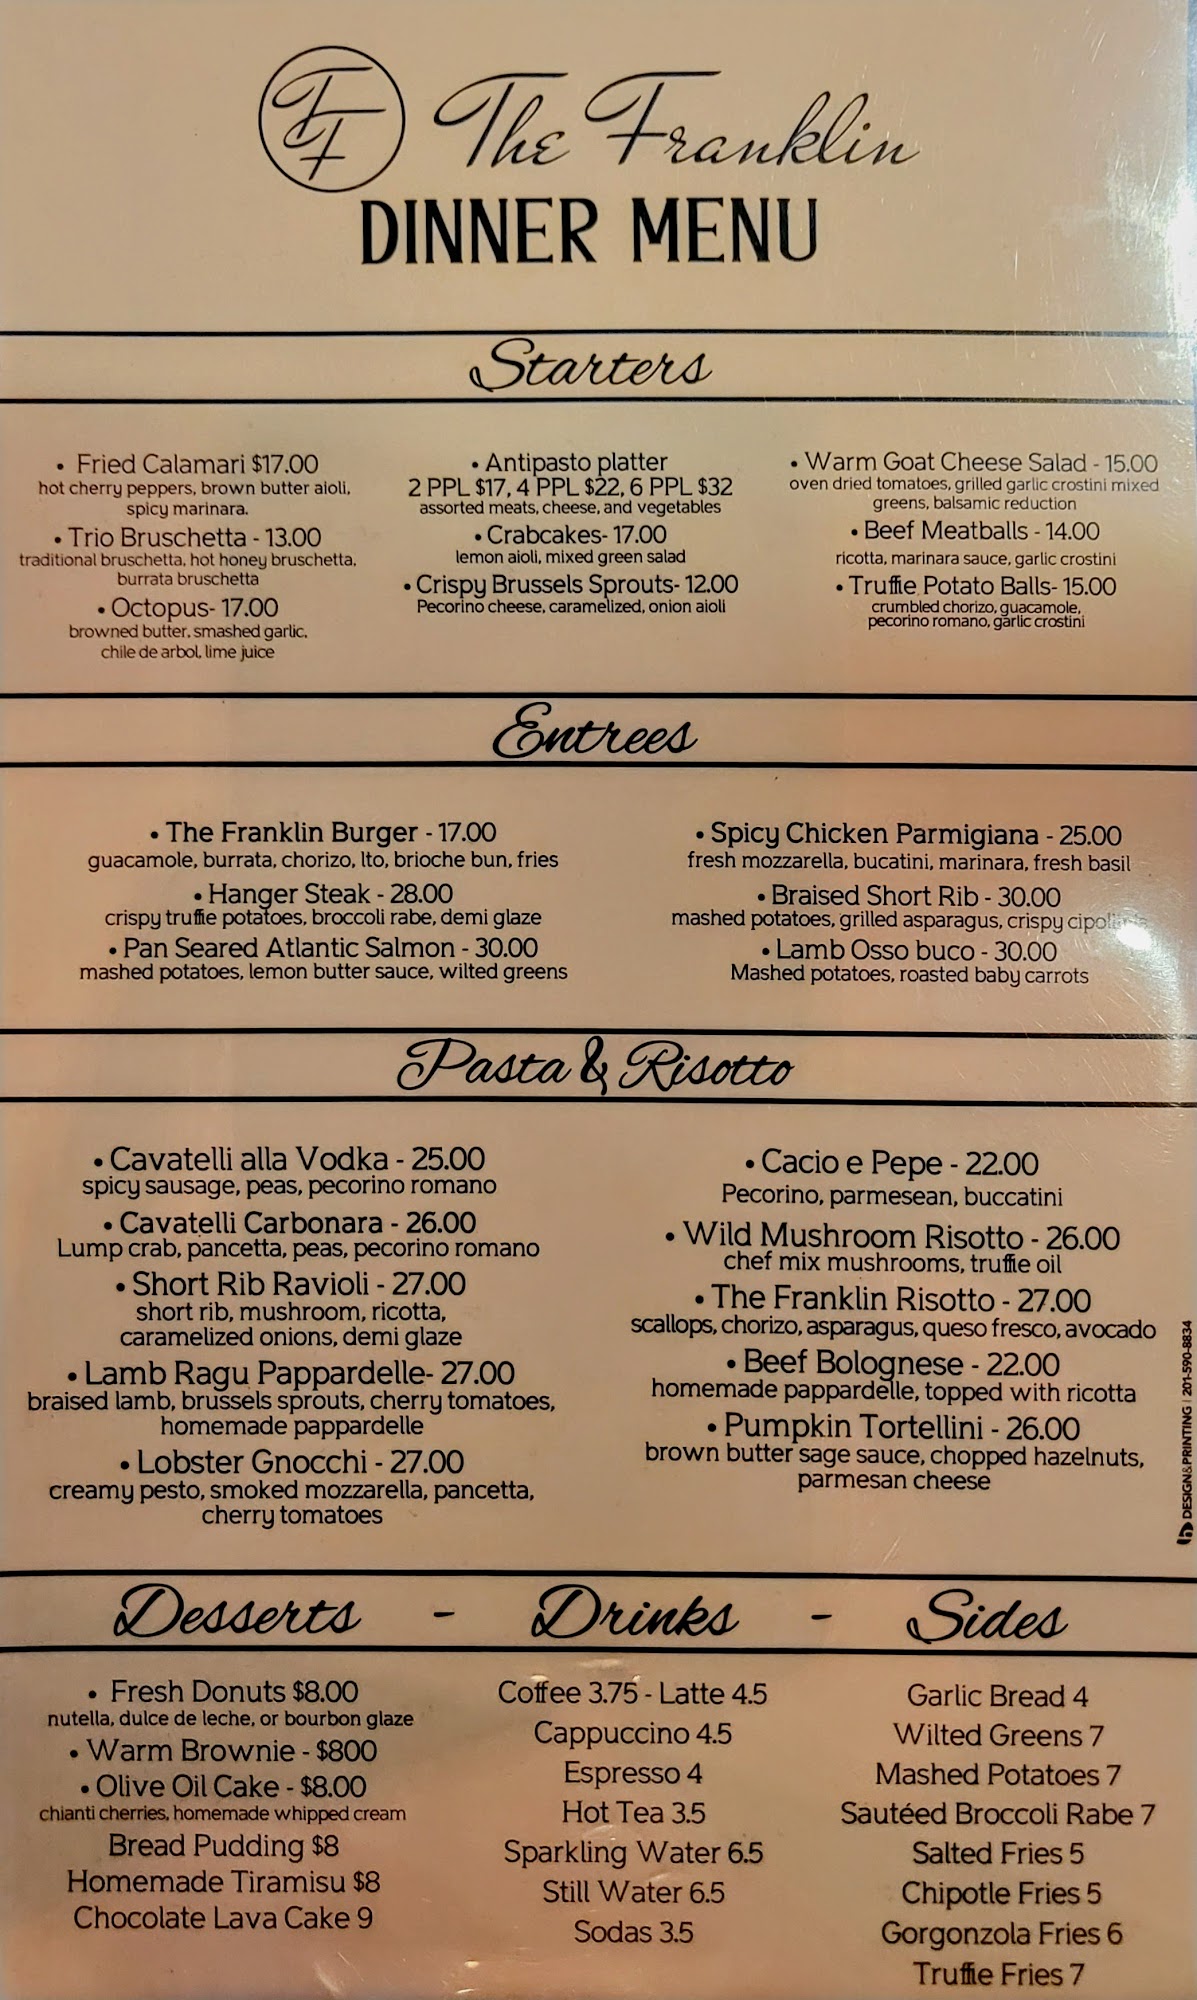 FF
The Franklin
DINNER MENU
Starters
• Fried Calamari $17.00
hot cherry peppers, brown butter aioli,
spicy marinara.
• Trio Bruschetta - 13.00
traditional bruschetta, hot honey bruschetta,
burrata bruschetta
• Octopus- 17.00
browned butter, smashed garlic,
chile de arbol, lime juice
• Antipasto platter
2 PPL $17, 4 PPL $22, 6 PPL $32
assorted meats, cheese, and vegetables
• Crabcakes- 17.00
lemon aioli, mixed green salad
• Crispy Brussels Sprouts- 12.00
Pecorino cheese, caramelized, onion aioli
• Warm Goat Cheese Salad - 15.00
oven dried tomatoes, grilled garlic crostini mixed
greens, balsamic reduction
• Beef Meatballs - 14.00
ricotta, marinara sauce, garlic crostini
• Truffle Potato Balls- 15.00
crumbled chorizo, guacamole,
pecorino romano, garlic crostini
Entrees
• The Franklin Burger - 17.00
guacamole, burrata, chorizo, lto, brioche bun, fries
• Hanger Steak - 28.00
crispy truffle potatoes, broccoli rabe, demi glaze
• Pan Seared Atlantic Salmon - 30.00
mashed potatoes, lemon butter sauce, wilted greens
• Spicy Chicken Parmigiana - 25.00
fresh mozzarella, bucatini, marinara, fresh basil
• Braised Short Rib - 30.00
mashed potatoes, grilled asparagus, crispy
• Lamb Osso buco - 30.00
Mashed potatoes, roasted baby carrots
Pasta & Risotto
• Cavatelli alla Vodka - 25.00
spicy sausage, peas, pecorino romano
• Cavatelli Carbonara - 26.00
Lump crab, pancetta, peas, pecorino romano
• Short Rib Ravioli - 27.00
short rib, mushroom, ricotta,
caramelized onions, demi glaze
• Lamb Ragu Pappardelle- 27.00
braised lamb, brussels sprouts, cherry tomatoes,
homemade pappardelle
• Lobster Gnocchi - 27.00
creamy pesto, smoked mozzarella, pancetta,
cherry tomatoes
• Cacio e Pepe - 22.00
Pecorino, parmesean, buccatini
• Wild Mushroom Risotto - 26.00
chef mix mushrooms, truffle oil
• The Franklin Risotto - 27.00
scallops, chorizo, asparagus, queso fresco, avocado
• Beef Bolognese - 22.00
homemade pappardelle, topped with ricotta
• Pumpkin Tortellini - 26.00
brown butter sage sauce, chopped hazelnuts,
parmesan cheese
DESIGN&PRINTING | 201-590-8834
Desserts - Drinks - Sides
• Fresh Donuts $8.00
nutella, dulce de leche, or bourbon glaze
• Warm Brownie - $800
• Olive Oil Cake - $8.00
chianti cherries, homemade whipped cream
Bread Pudding $8
Homemade Tiramisu $8
Chocolate Lava Cake 9
Coffee 3.75 - Latte 4.5
Cappuccino 4.5
Espresso 4
Hot Tea 3.5
Sparkling Water 6.5
Still Water 6.5
Sodas 3.5
Garlic Bread 4
Wilted Greens 7
Mashed Potatoes 7
Sautéed Broccoli Rabe 7
Salted Fries 5
Chipotle Fries 5
Gorgonzola Fries 6
Truffle Fries 7